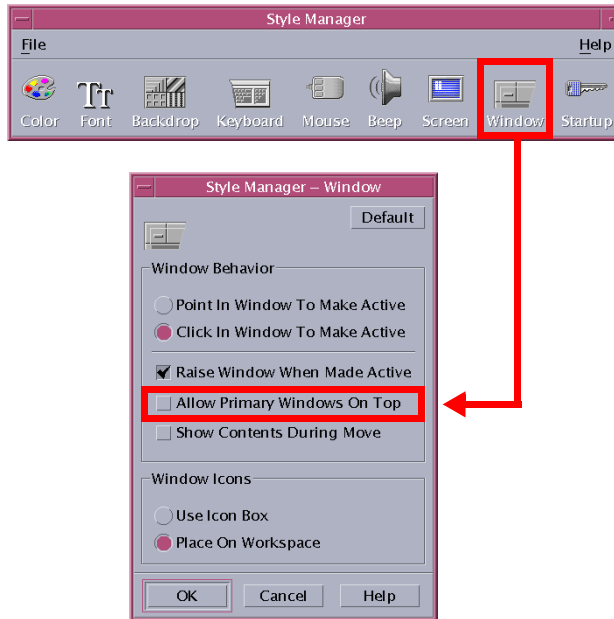 Style Manager
File Help
Tr
Color Font Backdrop Keyboard Mouse Beep Screen Window Startup
Style Manager – Window
Default
Window Behavior
Point In Window To Make Active
Click In Window To Make Active
Raise Window When Made Active
Allow Primary Windows On Top
Show Contents During Move
Window Icons
Use Icon Box
Place On Workspace
OK Cancel Help